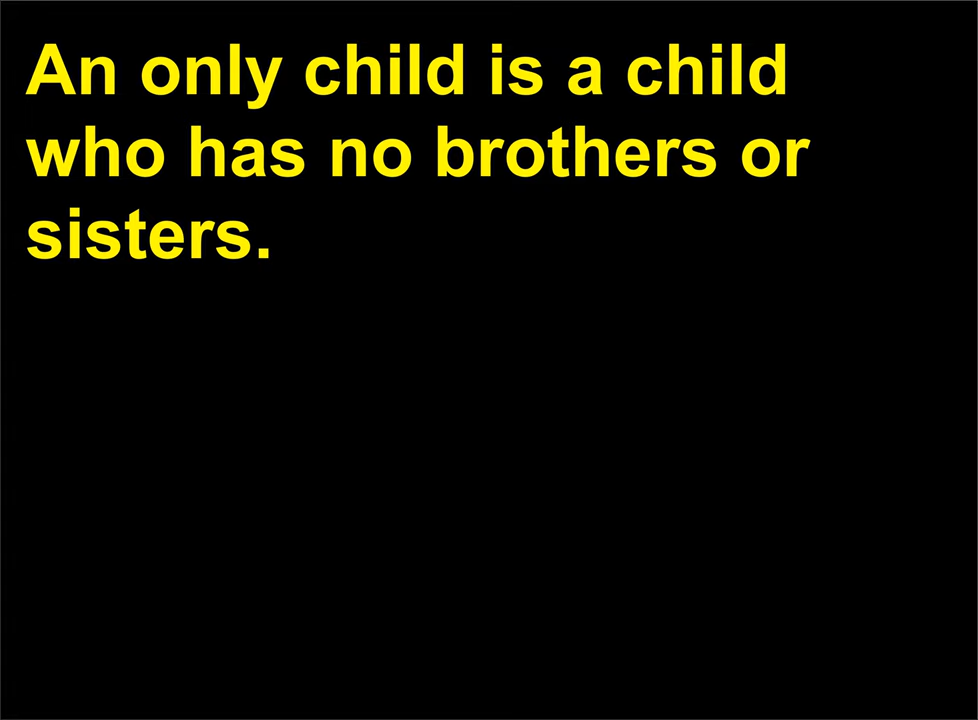 An only child is a child
who has no brothers or
sisters.